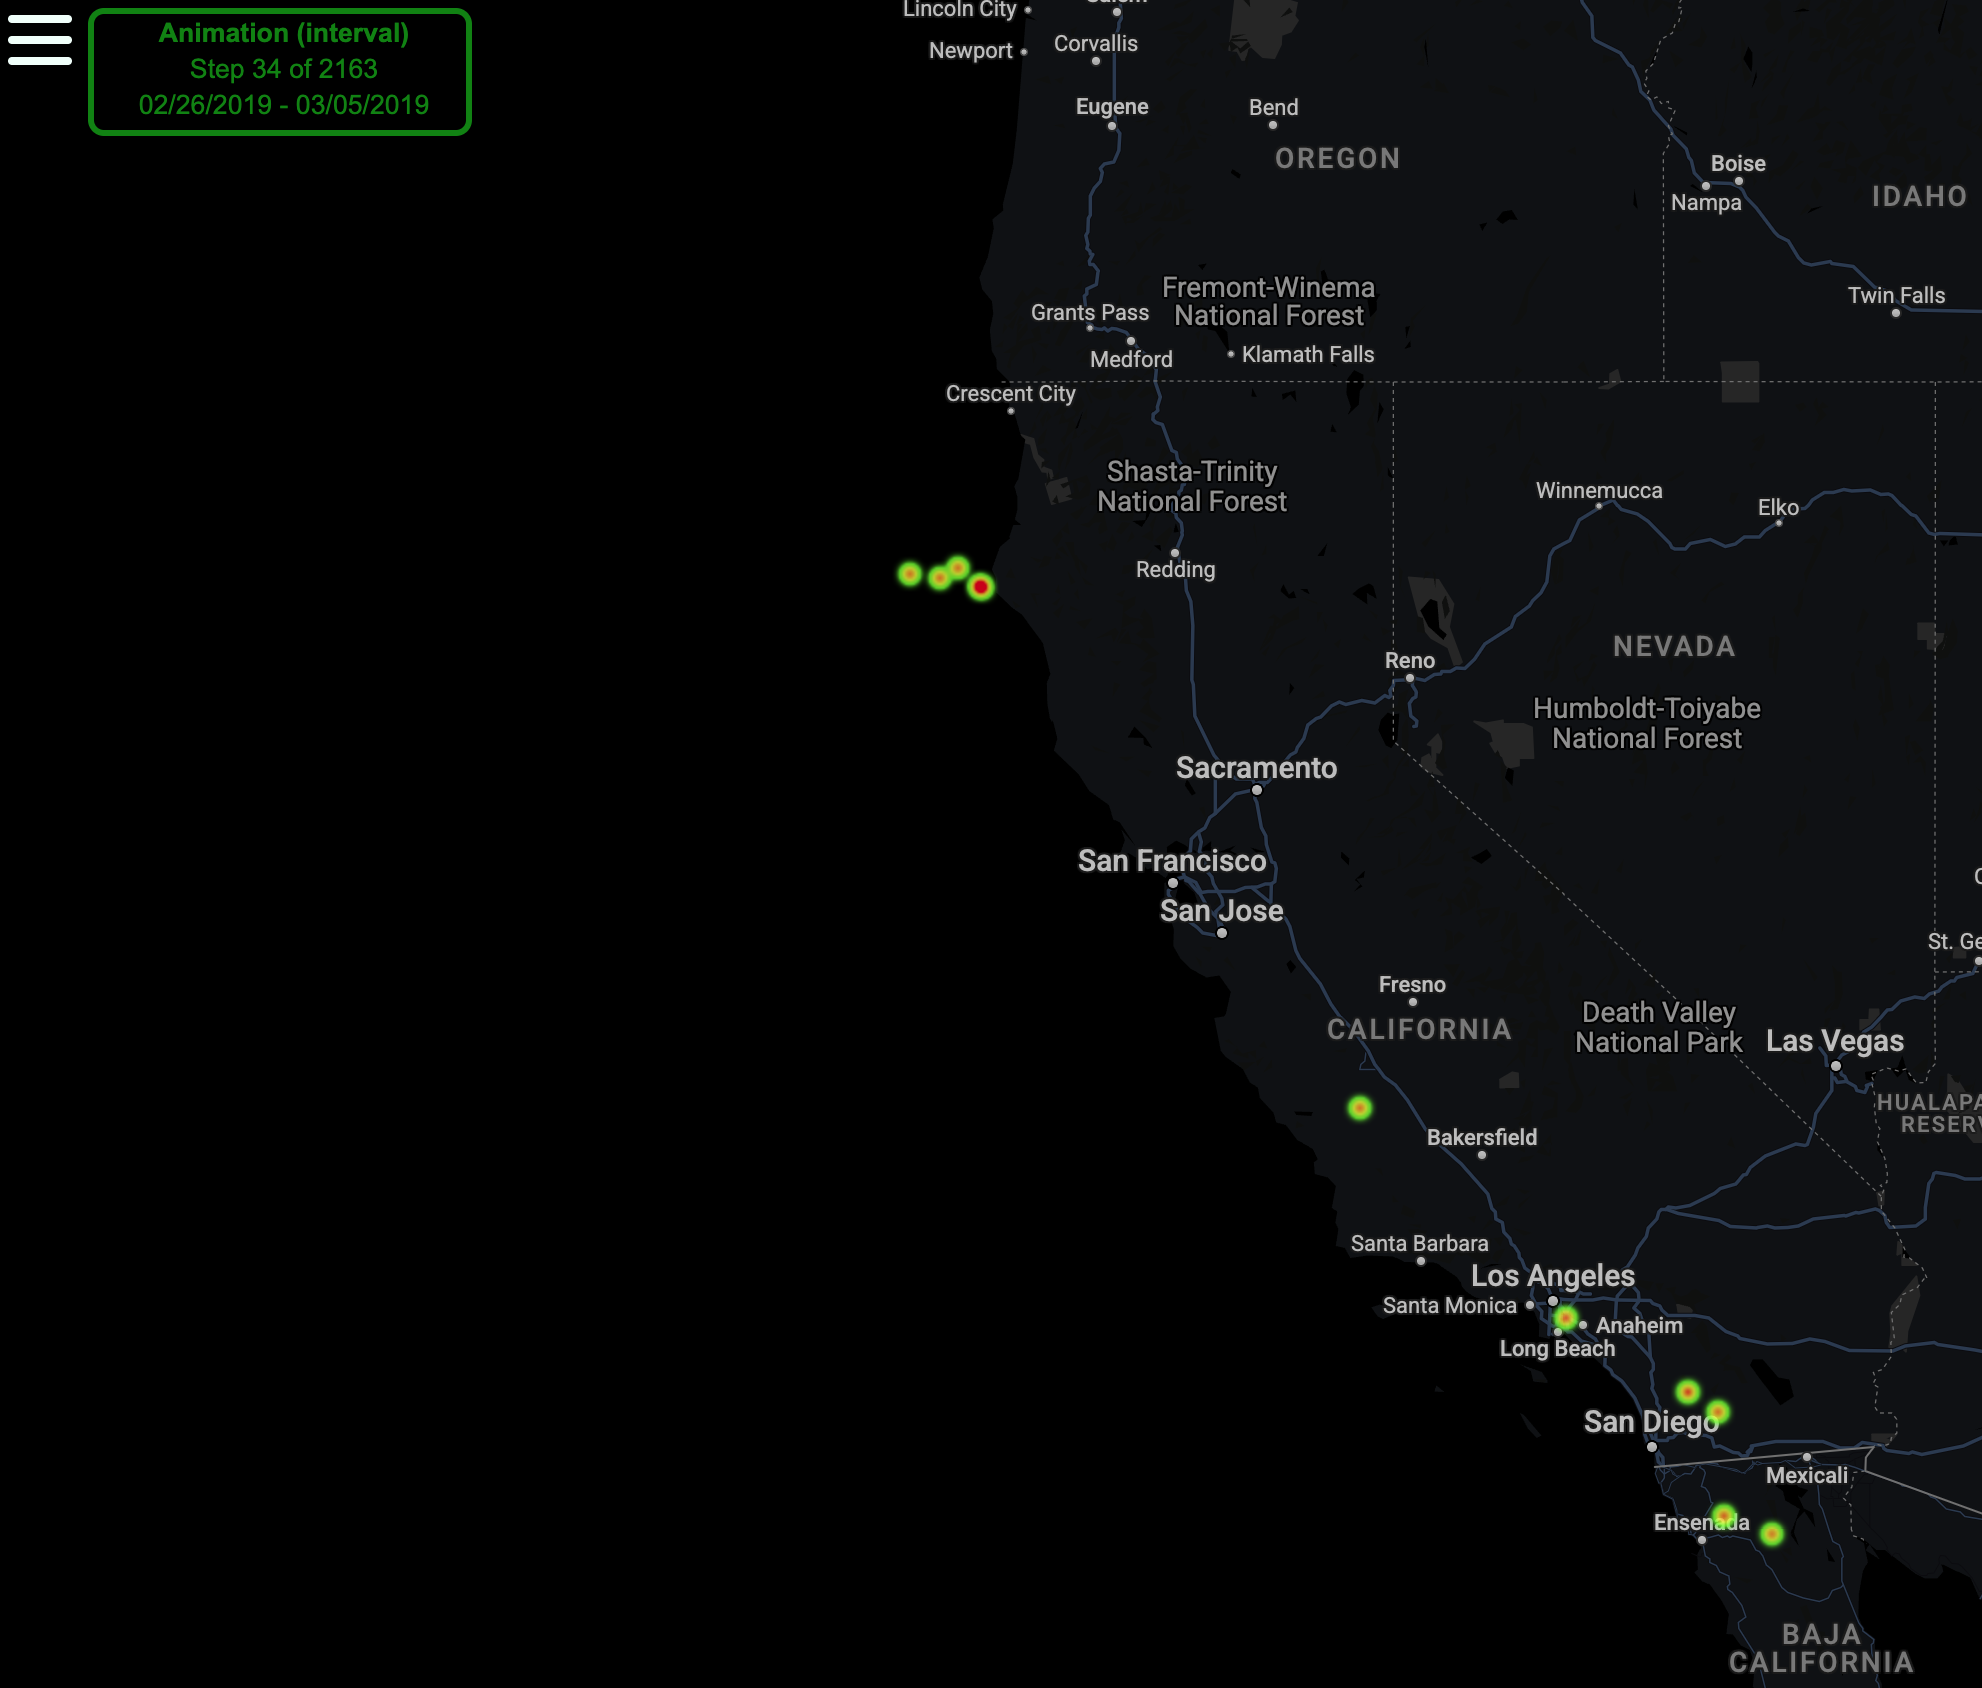 Animation (interval)
Step 34 of 2163
02/26/2019 - 03/05/2019
Lincoln City
Newport
Corvallis
Eugene
Bend
OREGON
Boise
Nampa
IDAHO
Twin Falls
Fremont-Winema
National Forest
Grants Pass
Medford
Klamath Falls
Crescent City
Shasta-Trinity
National Forest
Redding
Winnemucca
Elko
NEVADA
Reno
Humboldt-Toiyabe
National Forest
Sacramento
San Francisco
San Jose
St. Ge
Fresno
CALIFORNIA
Death Valley
National Park
Las Vegas
HUALAPA
RESERV
Bakersfield
Santa Barbara
Los Angeles
Santa Monica
Anaheim
Long Beach
San Diego
Mexicali
Ensenada
BAJA
CALIFORNIA